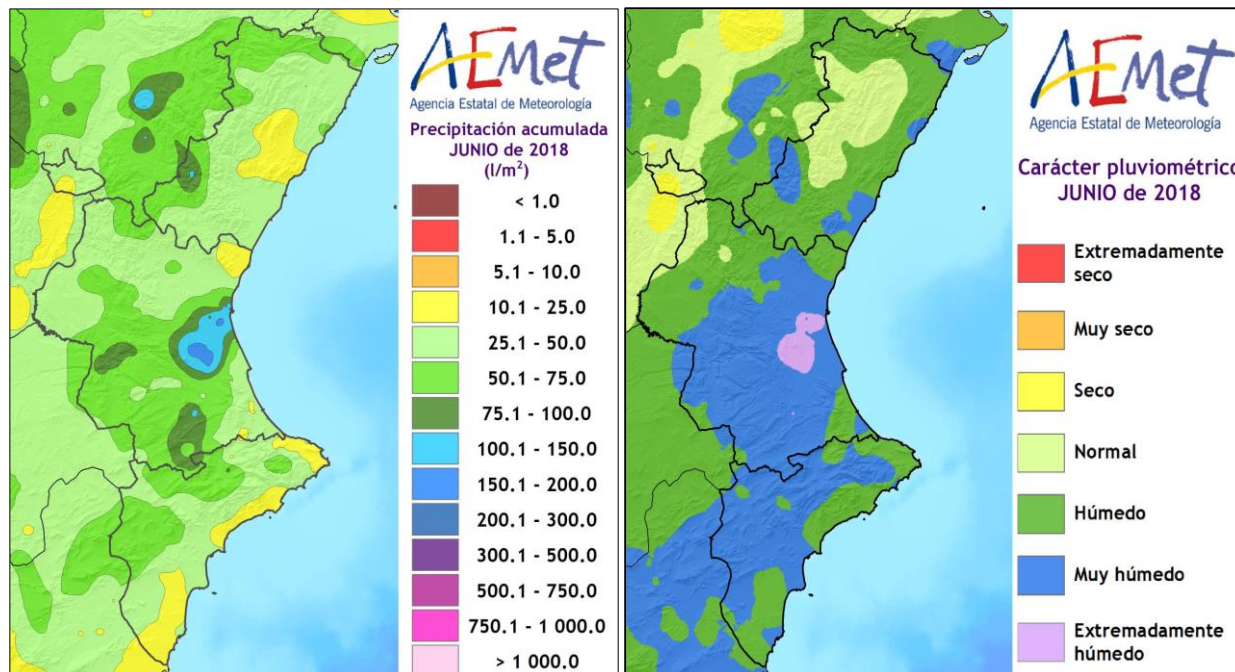 AEMet
Agencia Estatal de Meteorología
Precipitación acumulada
JUNIO de 2018
(l/m²)
< 1.0
1.1 - 5.0
5.1 - 10.0
10.1 - 25.0
25.1 - 50.0
50.1 - 75.0
75.1 - 100.0
100.1 - 150.0
150.1 - 200.0
200.1 - 300.0
300.1 - 500.0
500.1 - 750.0
750.1 - 1 000.0
> 1 000.0
AEMet
Agencia Estatal de Meteorología
Carácter pluviométrico
JUNIO de 2018
Extremadamente
seco
Muy seco
Seco
Normal
Húmedo
Muy húmedo
Extremadamente
húmedo